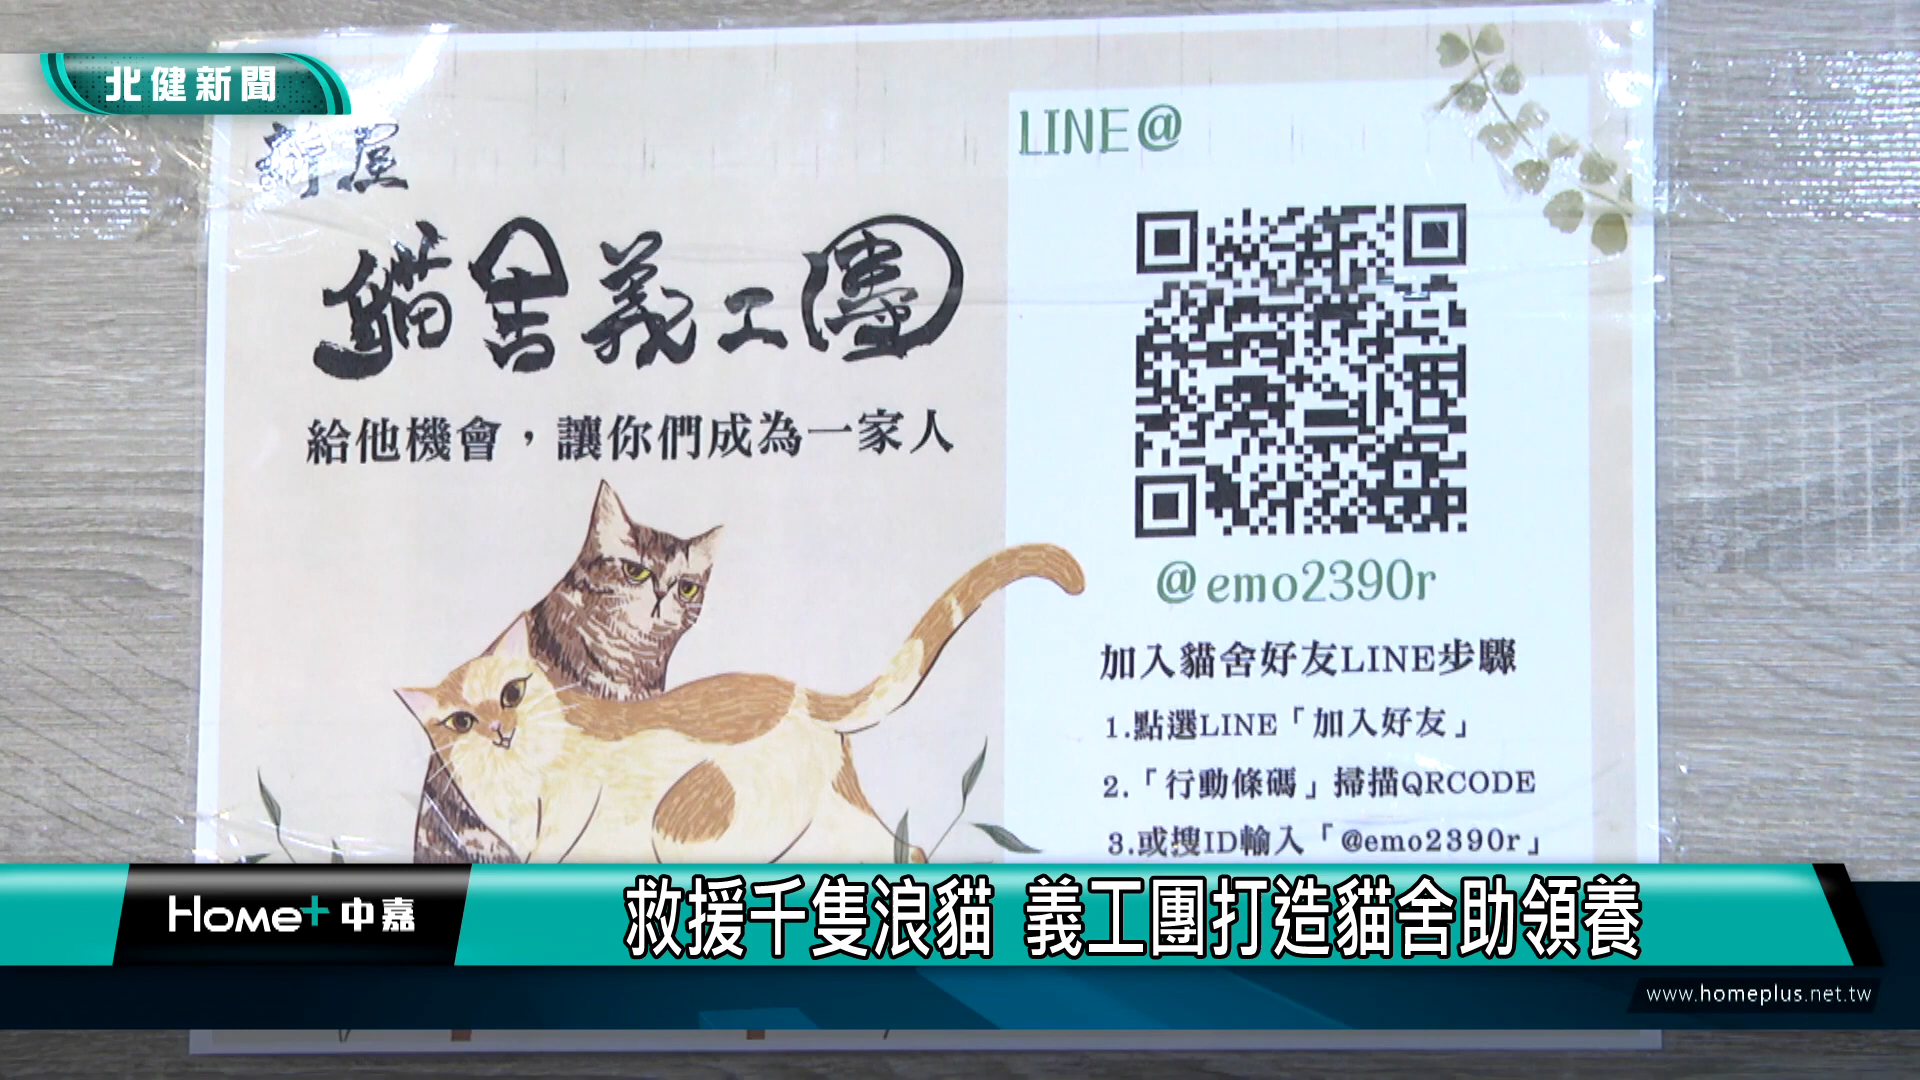 北健新聞
新屋
貓舍義工團
給他機會，讓你們成為一家人
LINE@
@emo2390r
加入貓舍好友LINE步驟
1.點選LINE「加入好友」
2.「行動條碼」掃描QRCODE
3.或搜ID輸入「@emo2390r」
Home+中嘉
救援千隻浪貓 義工團打造貓舍助領養
www.homeplus.net.tw